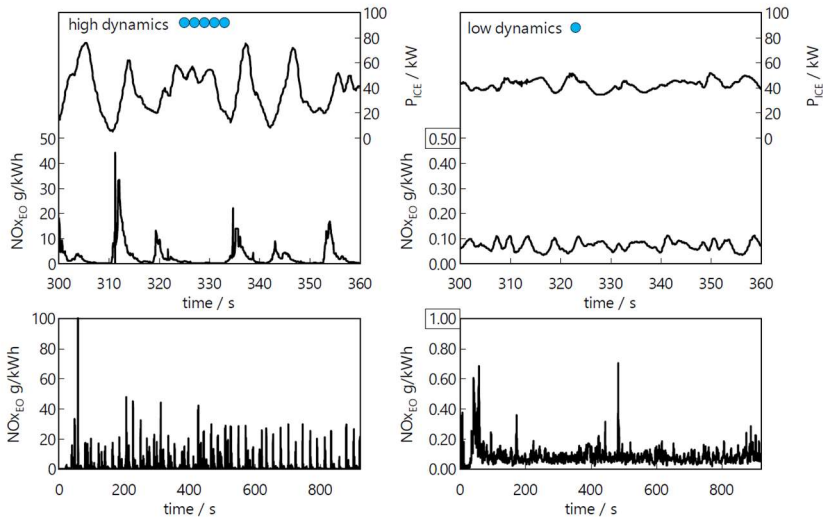 high dynamics
100
80
60
40
20
0
P_ICE / kW
50
40
30
20
10
0
NOx_EO g/kWh
300 310 320 330 340 350 360
time / s
low dynamics
100
80
60
40
20
0
P_ICE / kW
0.50
0.40
0.30
0.20
0.10
0.00
NOx_EO g/kWh
300 310 320 330 340 350 360
time / s
100
80
60
40
20
0
NOx_EO g/kWh
0 200 400 600 800
time / s
1.00
0.80
0.60
0.40
0.20
0.00
NOx_EO g/kWh
0 200 400 600 800
time / s